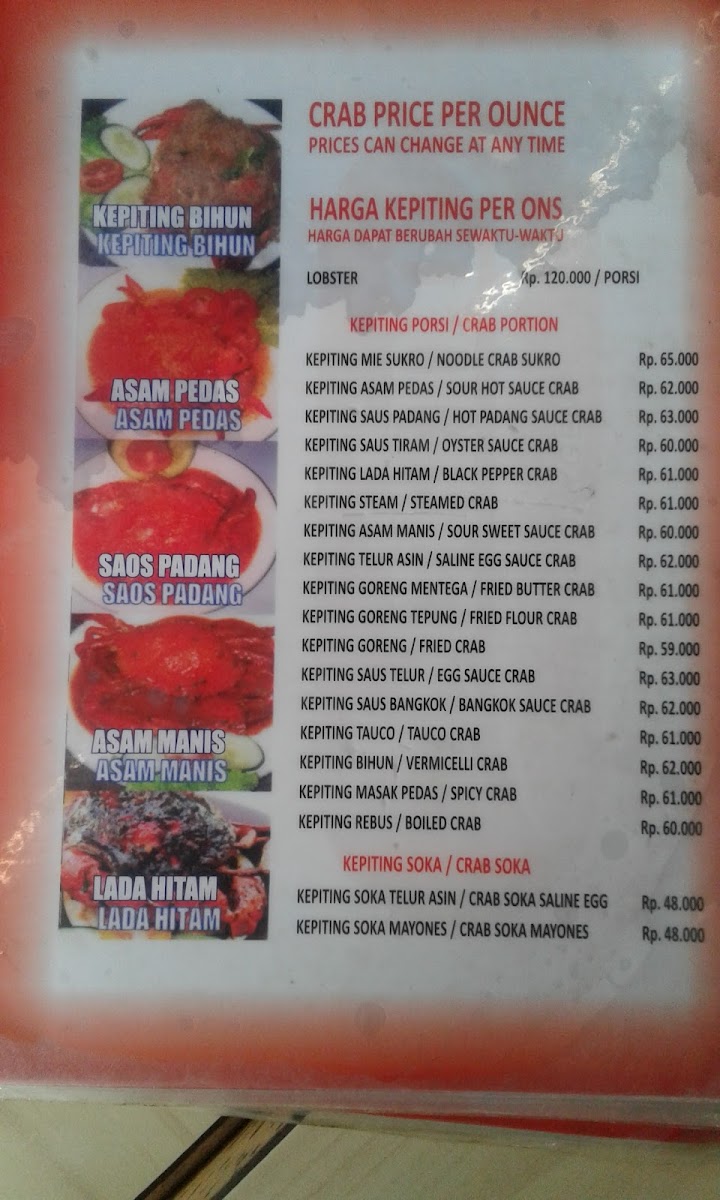 KEPITING BIHUN
KEPITING BIHUN
ASAM PEDAS
ASAM PEDAS
SAOS PADANG
SAOS PADANG
ASAM MANIS
ASAM MANIS
LADA HITAM
LADA HITAM
CRAB PRICE PER OUNCE
PRICES CAN CHANGE AT ANY TIME
HARGA KEPITING PER ONS
HARGA DAPAT BERUBAH SEWAKTU-WAKTU
LOBSTER Rp. 120.000 / PORSI
KEPITING PORSI / CRAB PORTION
KEPITING MIE SUKRO / NOODLE CRAB SUKRO Rp. 65.000
KEPITING ASAM PEDAS / SOUR HOT SAUCE CRAB Rp. 62.000
KEPITING SAUS PADANG / HOT PADANG SAUCE CRAB Rp. 63.000
KEPITING SAUS TIRAM / OYSTER SAUCE CRAB Rp. 60.000
KEPITING LADA HITAM / BLACK PEPPER CRAB Rp. 61.000
KEPITING STEAM / STEAMED CRAB Rp. 61.000
KEPITING ASAM MANIS / SOUR SWEET SAUCE CRAB Rp. 60.000
KEPITING TELUR ASIN / SALINE EGG SAUCE CRAB Rp. 62.000
KEPITING GORENG MENTEGA / FRIED BUTTER CRAB Rp. 61.000
KEPITING GORENG TEPUNG / FRIED FLOUR CRAB Rp. 61.000
KEPITING GORENG / FRIED CRAB Rp. 59.000
KEPITING SAUS TELUR / EGG SAUCE CRAB Rp. 63.000
KEPITING SAUS BANGKOK / BANGKOK SAUCE CRAB Rp. 62.000
KEPITING TAUCO / TAUCO CRAB Rp. 61.000
KEPITING BIHUN / VERMICELLI CRAB Rp. 62.000
KEPITING MASAK PEDAS / SPICY CRAB Rp. 61.000
KEPITING REBUS / BOILED CRAB Rp. 60.000
KEPITING SOKA / CRAB SOKA
KEPITING SOKA TELUR ASIN / CRAB SOKA SALINE EGG Rp. 48.000
KEPITING SOKA MAYONES / CRAB SOKA MAYONES Rp. 48.000